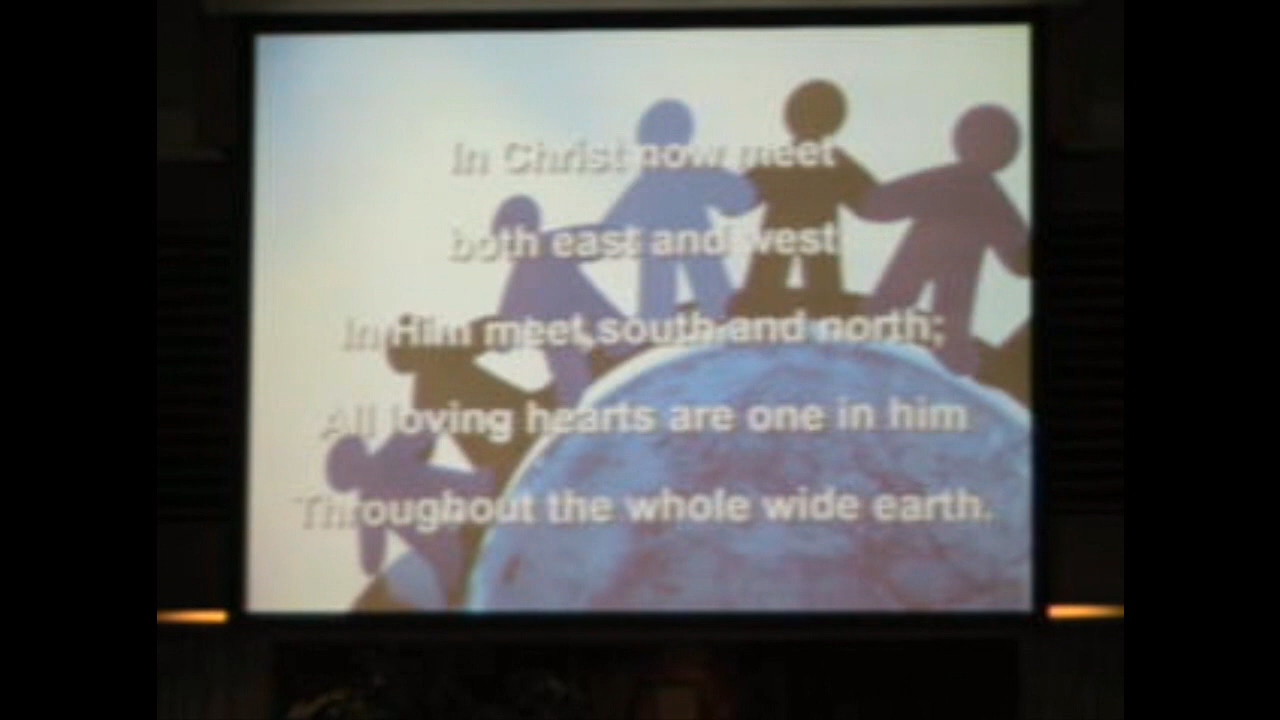 In Christ now meet
both east and west
In Him meet south and north;
All loving hearts are one in him
Throughout the whole wide earth.